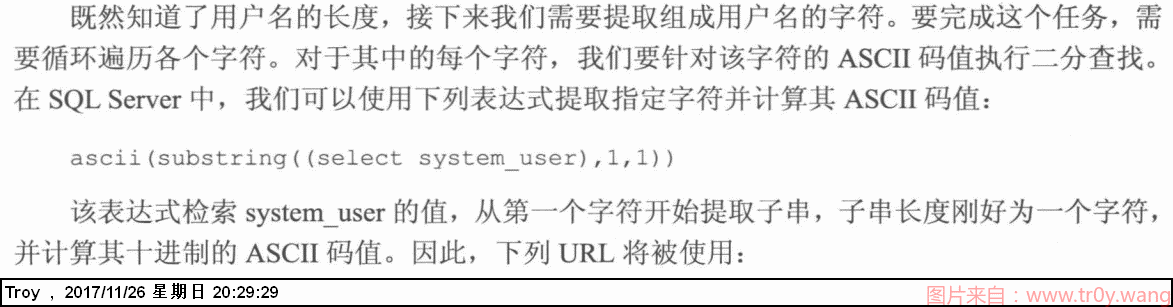 既然知道了用户名的长度，接下来我们需要提取组成用户名的字符。要完成这个任务，需
要循环遍历各个字符。对于其中的每个字符，我们要针对该字符的 ASCII 码值执行二分查找。
在 SQL Server 中，我们可以使用下列表达式提取指定字符并计算其 ASCII 码值：
ascii(substring((select system_user),1,1))
该表达式检索 system_user 的值，从第一个字符开始提取子串，子串长度刚好为一个字符，
并计算其十进制的 ASCII 码值。因此，下列 URL 将被使用：
Troy , 2017/11/26 星期日 20:29:29
图片来自：www.tr0y.wang